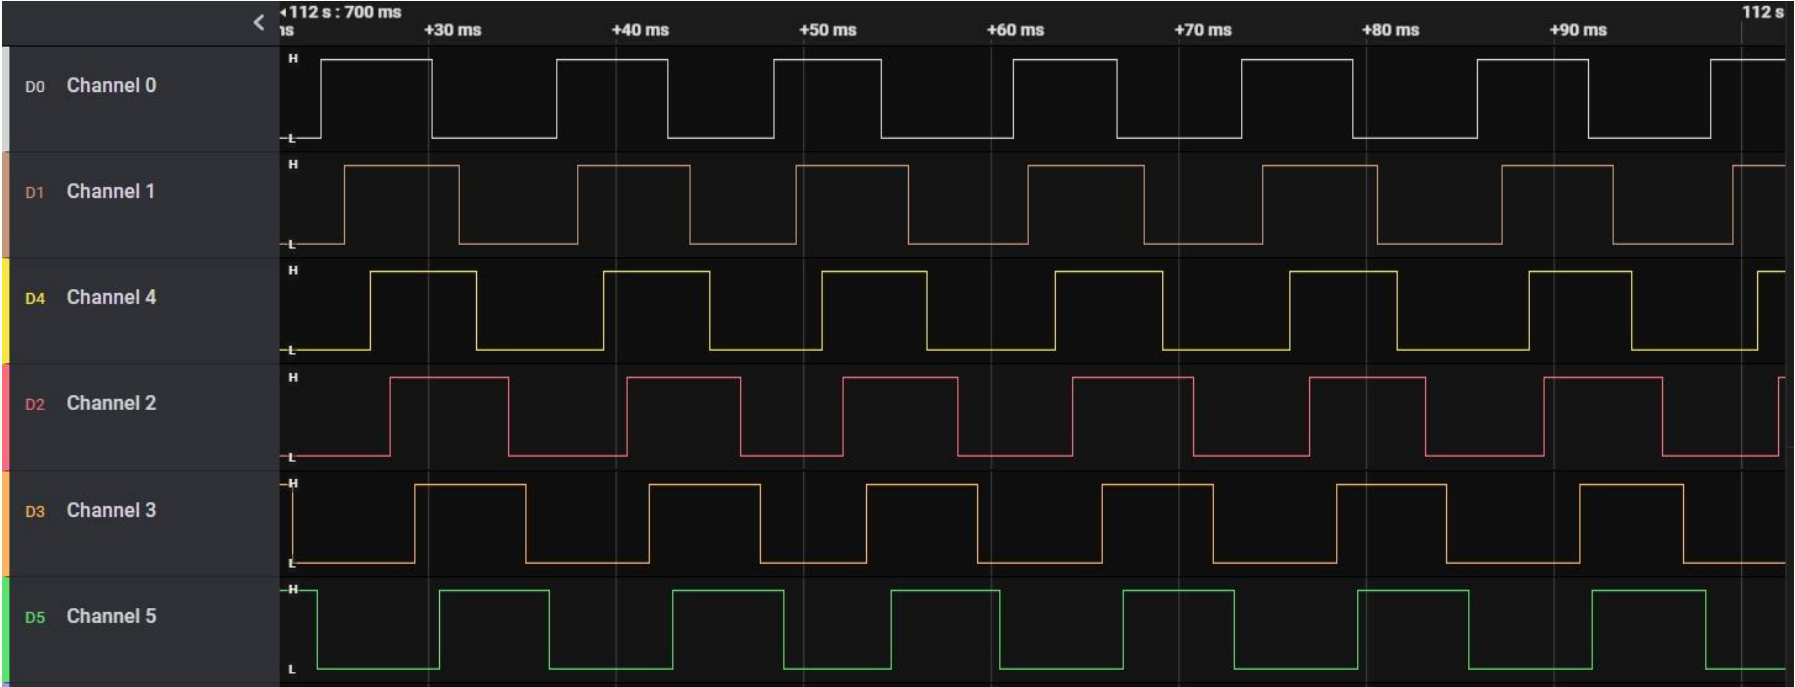 112 s : 700 ms
112 s
ns +30 ms +40 ms +50 ms +60 ms +70 ms +80 ms +90 ms
D0 Channel 0
H
L
D1 Channel 1
H
L
D4 Channel 4
H
L
D2 Channel 2
H
L
D3 Channel 3
H
L
D5 Channel 5
H
L